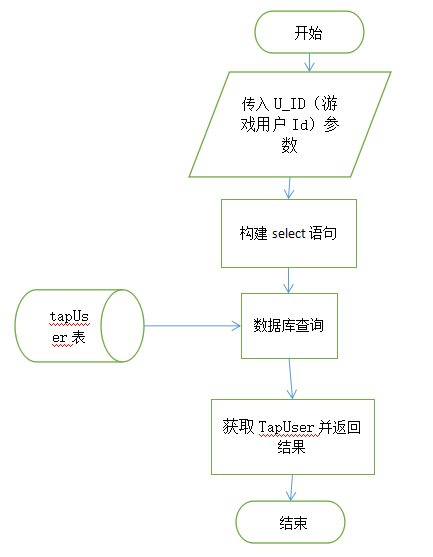 开始
传入 U_ID（游
戏用户 Id）参
数
构建 select 语句
tapUs
er 表
数据库查询
获取 TapUser 并返回
结果
结束